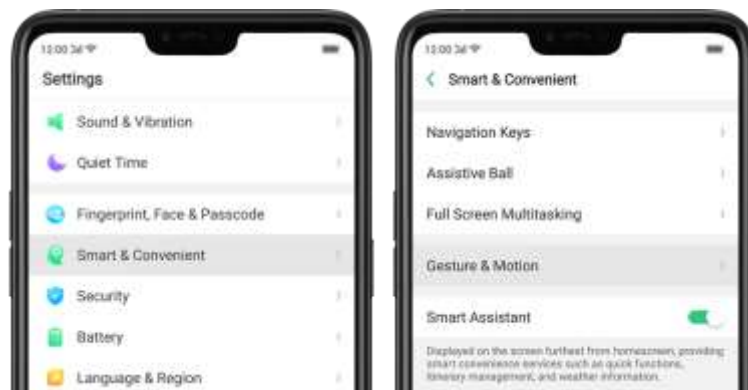 12:00
Settings
Sound & Vibration
Quiet Time
Fingerprint, Face & Passcode
Smart & Convenient
Security
Battery
Language & Region
12:00
Smart & Convenient
Navigation Keys
Assistive Ball
Full Screen Multitasking
Gesture & Motion
Smart Assistant
Displayed on the screen furthest from homescreen, providing
smart convenience services such as quick functions,
itinerary management, and weather information.